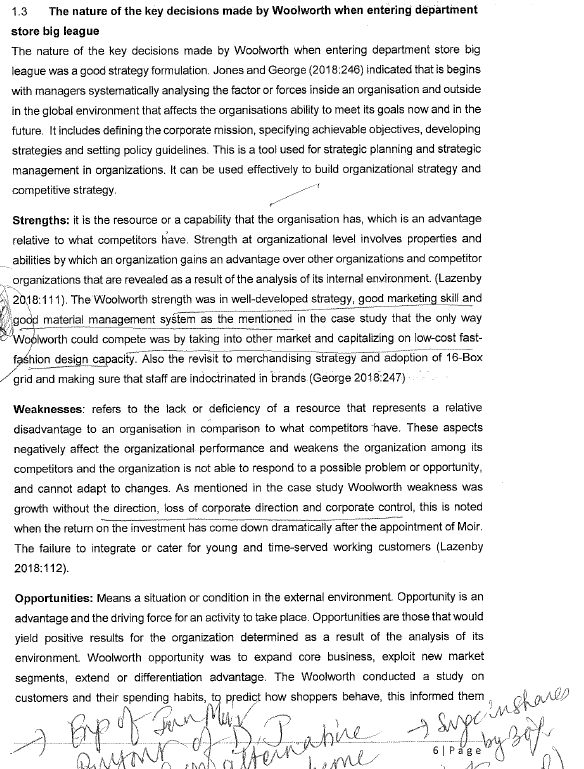 1.3 The nature of the key decisions made by Woolworth when entering department
store big league
The nature of the key decisions made by Woolworth when entering department store big
league was a good strategy formulation. Jones and George (2018:246) indicated that is begins
with managers systematically analysing the factor or forces inside an organisation and outside
in the global environment that affects the organisations ability to meet its goals now and in the
future. It includes defining the corporate mission, specifying achievable objectives, developing
strategies and setting policy guidelines. This is a tool used for strategic planning and strategic
management in organizations. It can be used effectively to build organizational strategy and
competitive strategy.
Strengths: it is the resource or a capability that the organisation has, which is an advantage
relative to what competitors have. Strength at organizational level involves properties and
abilities by which an organization gains an advantage over other organizations and competitor
organizations that are revealed as a result of the analysis of its internal environment. (Lazenby
2018:111). The Woolworth strength was in well-developed strategy, good marketing skill and
good material management system as the mentioned in the case study that the only way
Woolworth could compete was by taking into other market and capitalizing on low-cost fast-
fashion design capacity. Also the revisit to merchandising strategy and adoption of 16-Box
grid and making sure that staff are indoctrinated in brands (George 2018:247)
Weaknesses: refers to the lack or deficiency of a resource that represents a relative
disadvantage to an organisation in comparison to what competitors have. These aspects
negatively affect the organizational performance and weakens the organization among its
competitors and the organization is not able to respond to a possible problem or opportunity,
and cannot adapt to changes. As mentioned in the case study Woolworth weakness was
growth without the direction, loss of corporate direction and corporate control, this is noted
when the return on the investment has come down dramatically after the appointment of Moir.
The failure to integrate or cater for young and time-served working customers (Lazenby
2018:112).
Opportunities: Means a situation or condition in the external environment. Opportunity is an
advantage and the driving force for an activity to take place. Opportunities are those that would
yield positive results for the organization determined as a result of the analysis of its
environment. Woolworth opportunity was to expand core business, exploit new market
segments, extend or differentiation advantage. The Woolworth conducted a study on
customers and their spending habits, to predict how shoppers behave, this informed them
→ Exp of
→ in shares
of D.J
by 30%
alternative
6 | Page